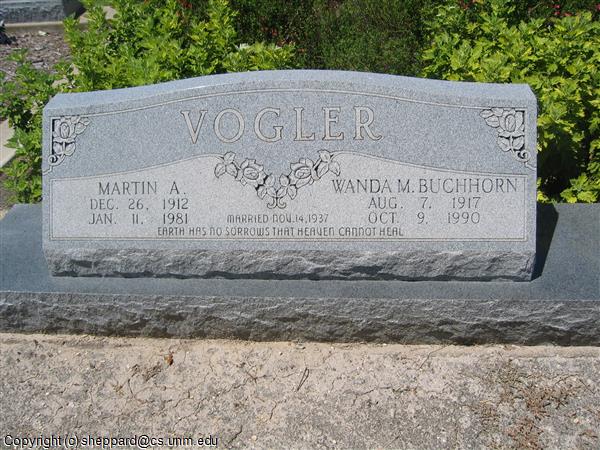 VOGLER
MARTIN A.
DEC. 26, 1912
JAN. 11, 1981
WANDA M. BUCHHORN
AUG. 7, 1917
OCT. 9, 1990
MARRIED NOV. 14, 1937
EARTH HAS NO SORROWS THAT HEAVEN CANNOT HEAL
Copyright (c) sheppard@cs.unm.edu